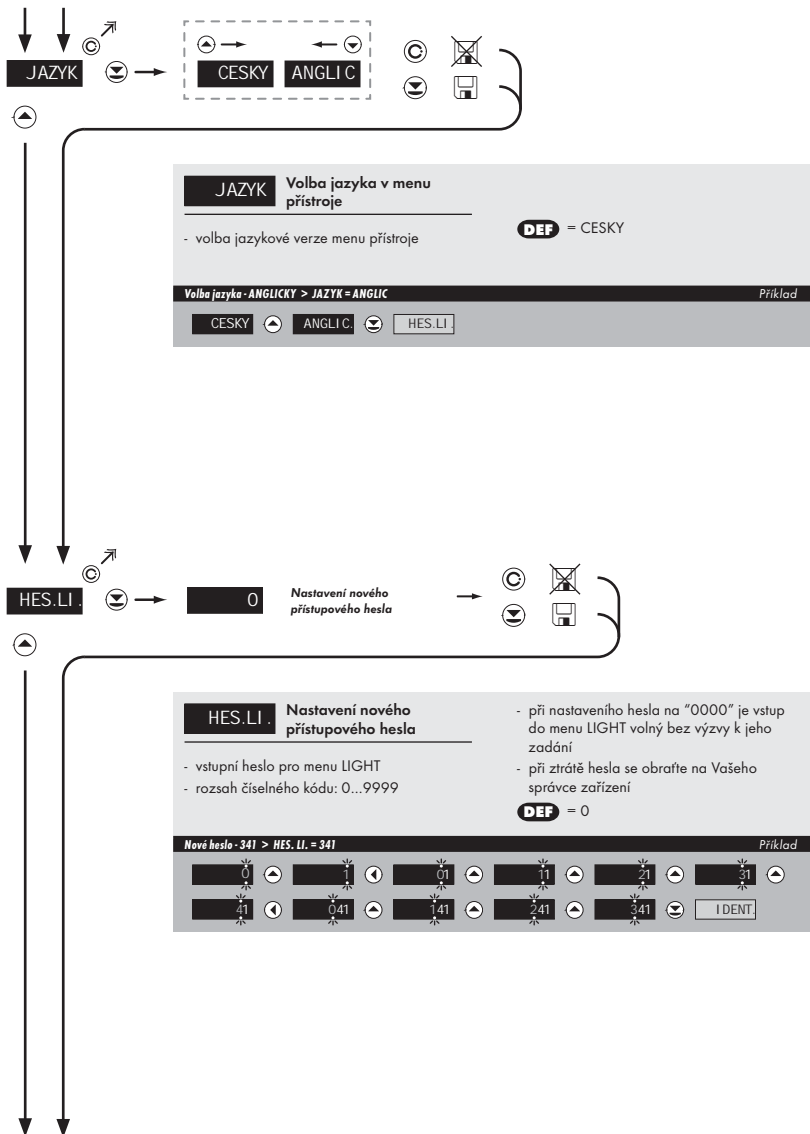 JAZYK
CESKY ANGLI C
JAZYK Volba jazyka v menu
přístroje
- volba jazykové verze menu přístroje
DEF = CESKY
Volba jazyka - ANGLICKY > JAZYK = ANGLIC Příklad
CESKY ANGLI C. HES.LI.
HES.LI. 0 Nastavení nového
přístupového hesla
HES.LI. Nastavení nového
přístupového hesla
- vstupní heslo pro menu LIGHT
- rozsah číselného kódu: 0...9999
- při nastaveního hesla na "0000" je vstup
do menu LIGHT volný bez výzvy k jeho
zadání
- při ztrátě hesla se obraťte na Vašeho
správce zařízení
DEF = 0
Nové heslo - 341 > HES. LI. = 341 Příklad
0 1 01 11 21 31
41 041 141 241 341 I DENT.